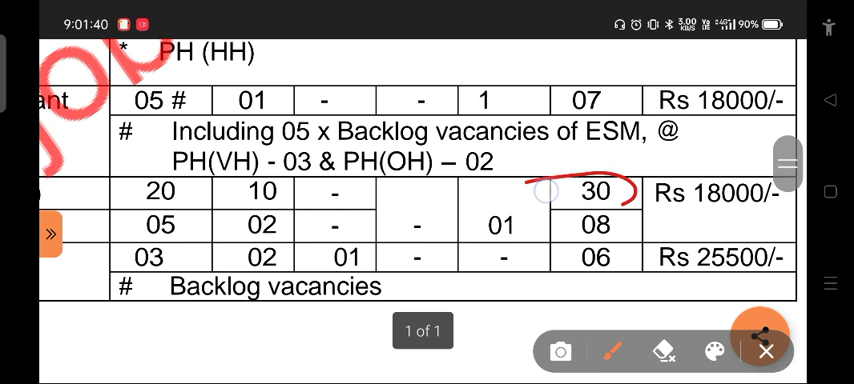 9:01:40 3.00 KB/S 4G 90%
* PH (HH)
ant 05 # 01 - - 1 07 Rs 18000/-
# Including 05 x Backlog vacancies of ESM, @
PH(VH) - 03 & PH(OH) – 02
) 20 10 - 30 Rs 18000/-
05 02 - - 01 08
03 02 01 - - 06 Rs 25500/-
# Backlog vacancies
1 of 1